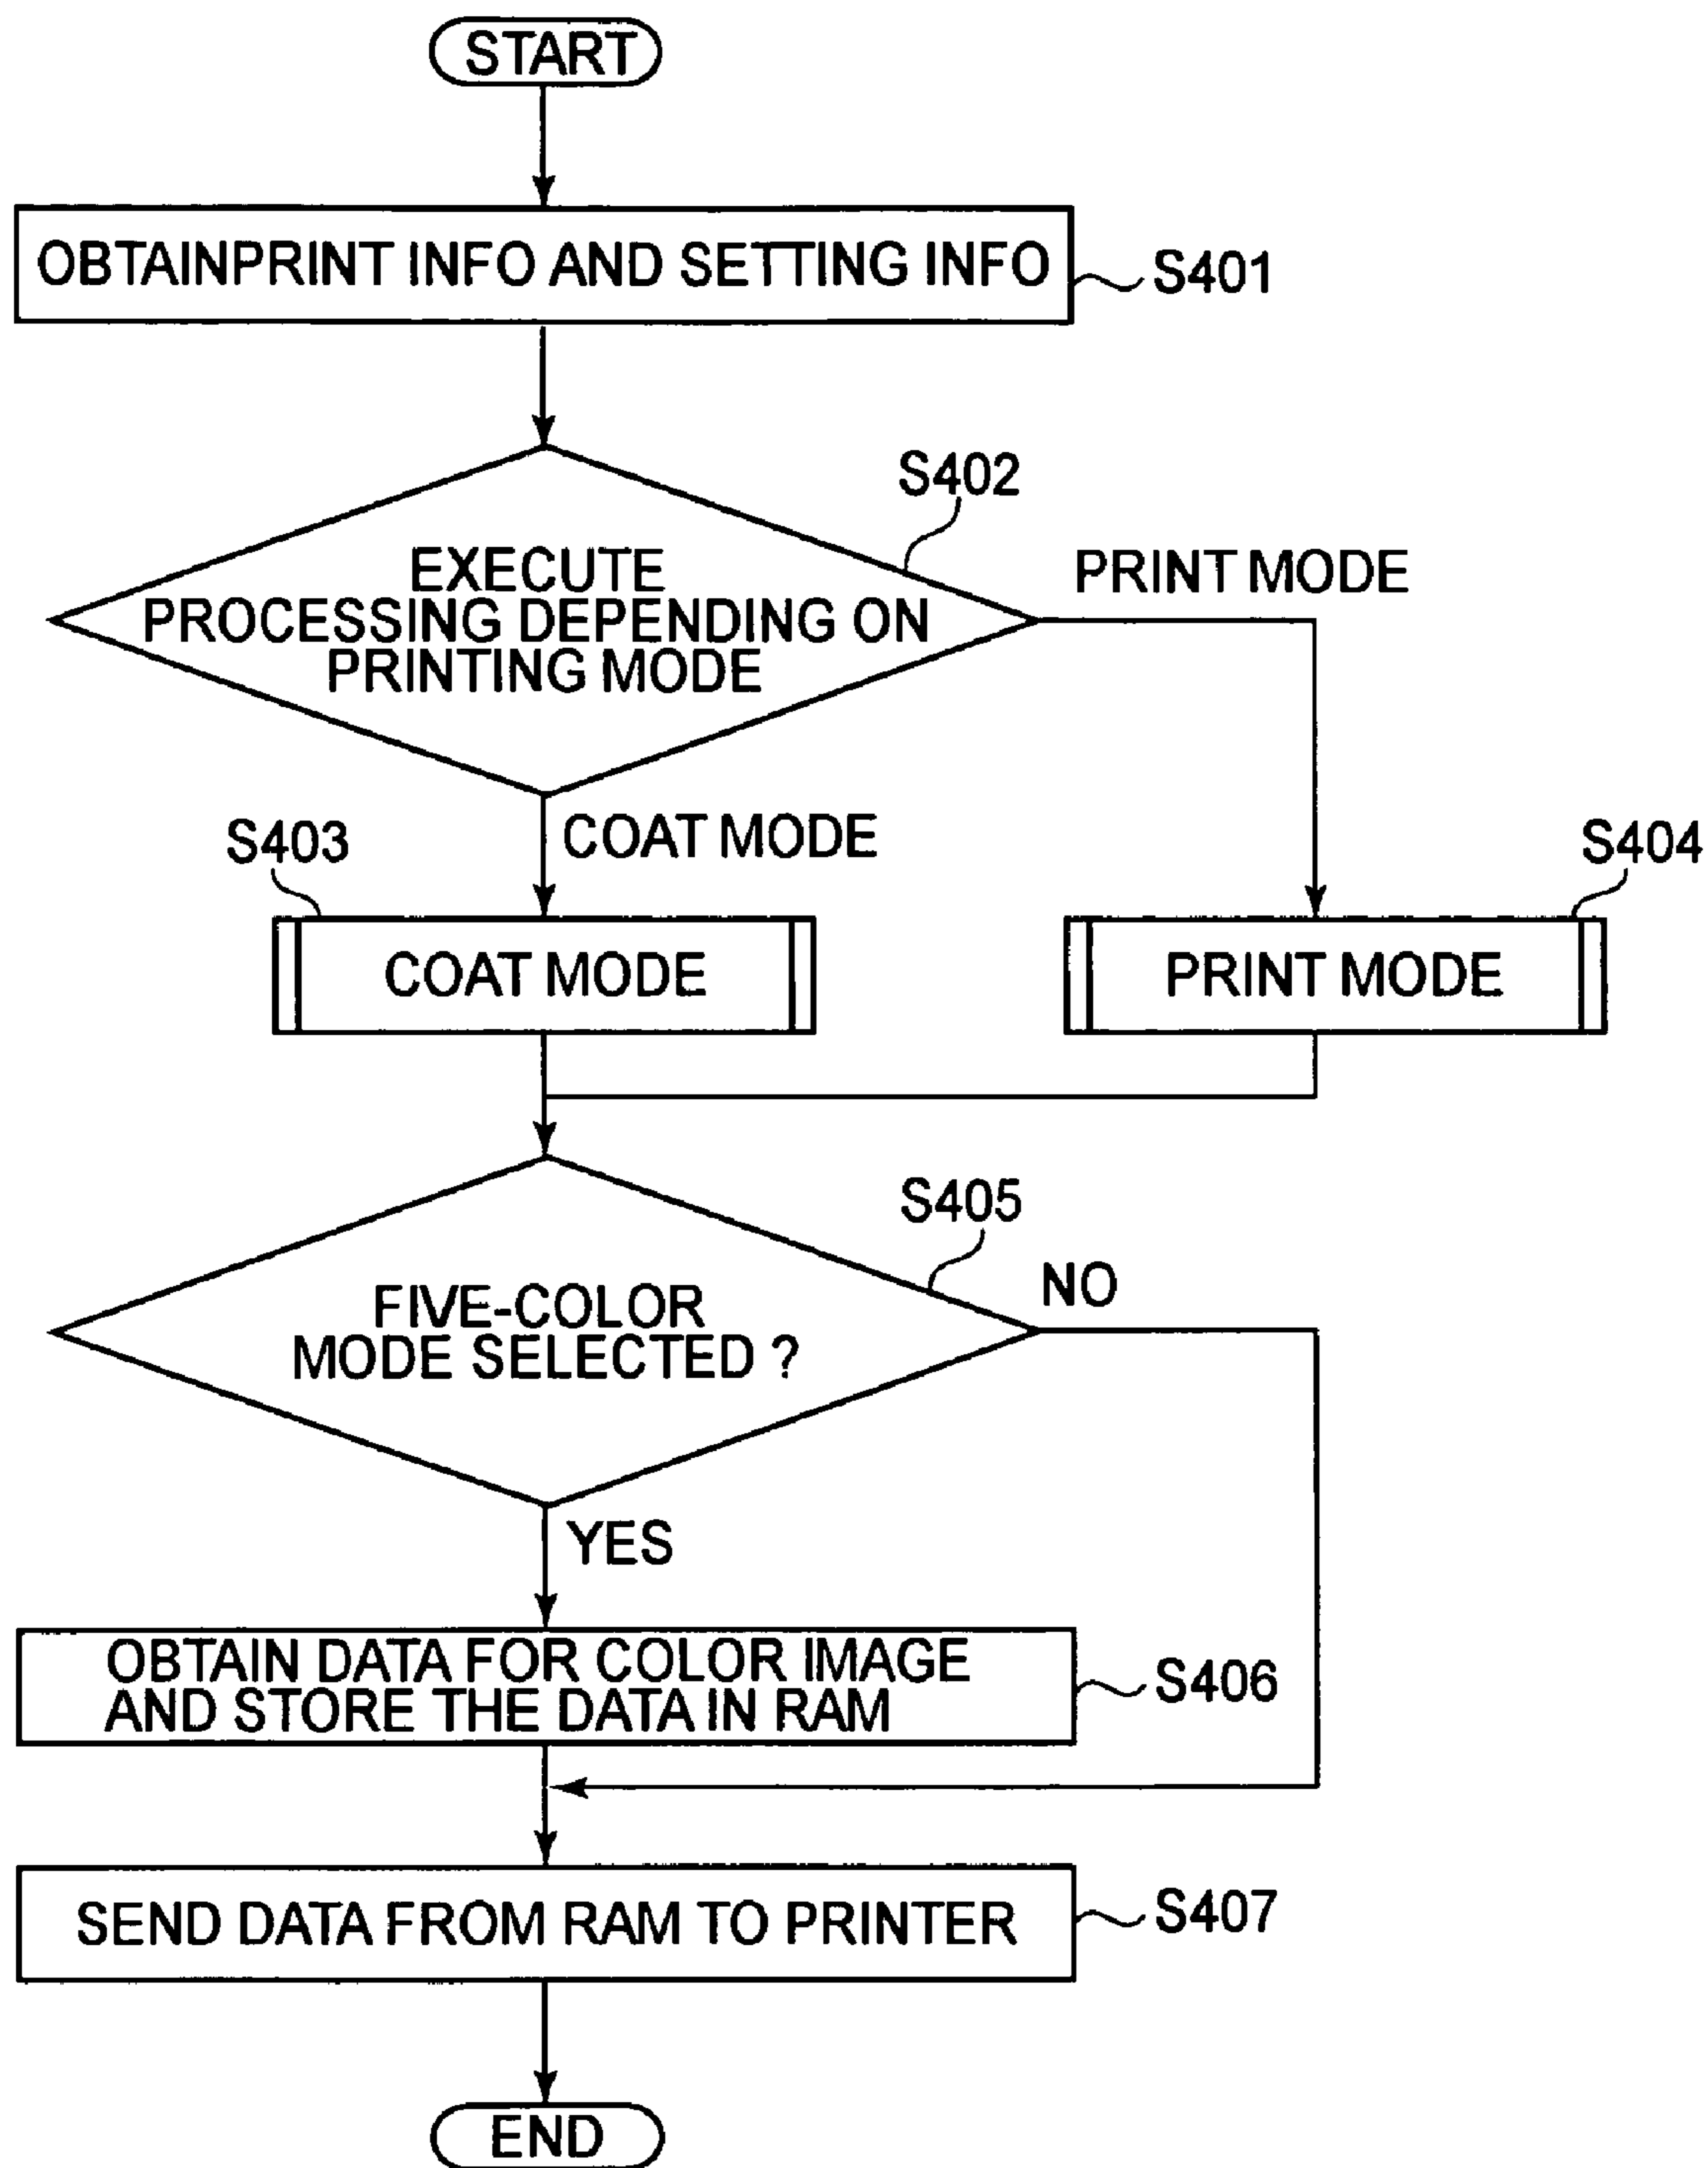 START
OBTAINPRINT INFO AND SETTING INFO
S401
S402
EXECUTE
PROCESSING DEPENDING ON
PRINTING MODE
PRINT MODE
COAT MODE
S403
S404
COAT MODE
PRINT MODE
S405
FIVE-COLOR
MODE SELECTED ?
NO
YES
OBTAIN DATA FOR COLOR IMAGE
AND STORE THE DATA IN RAM
S406
SEND DATA FROM RAM TO PRINTER
S407
END